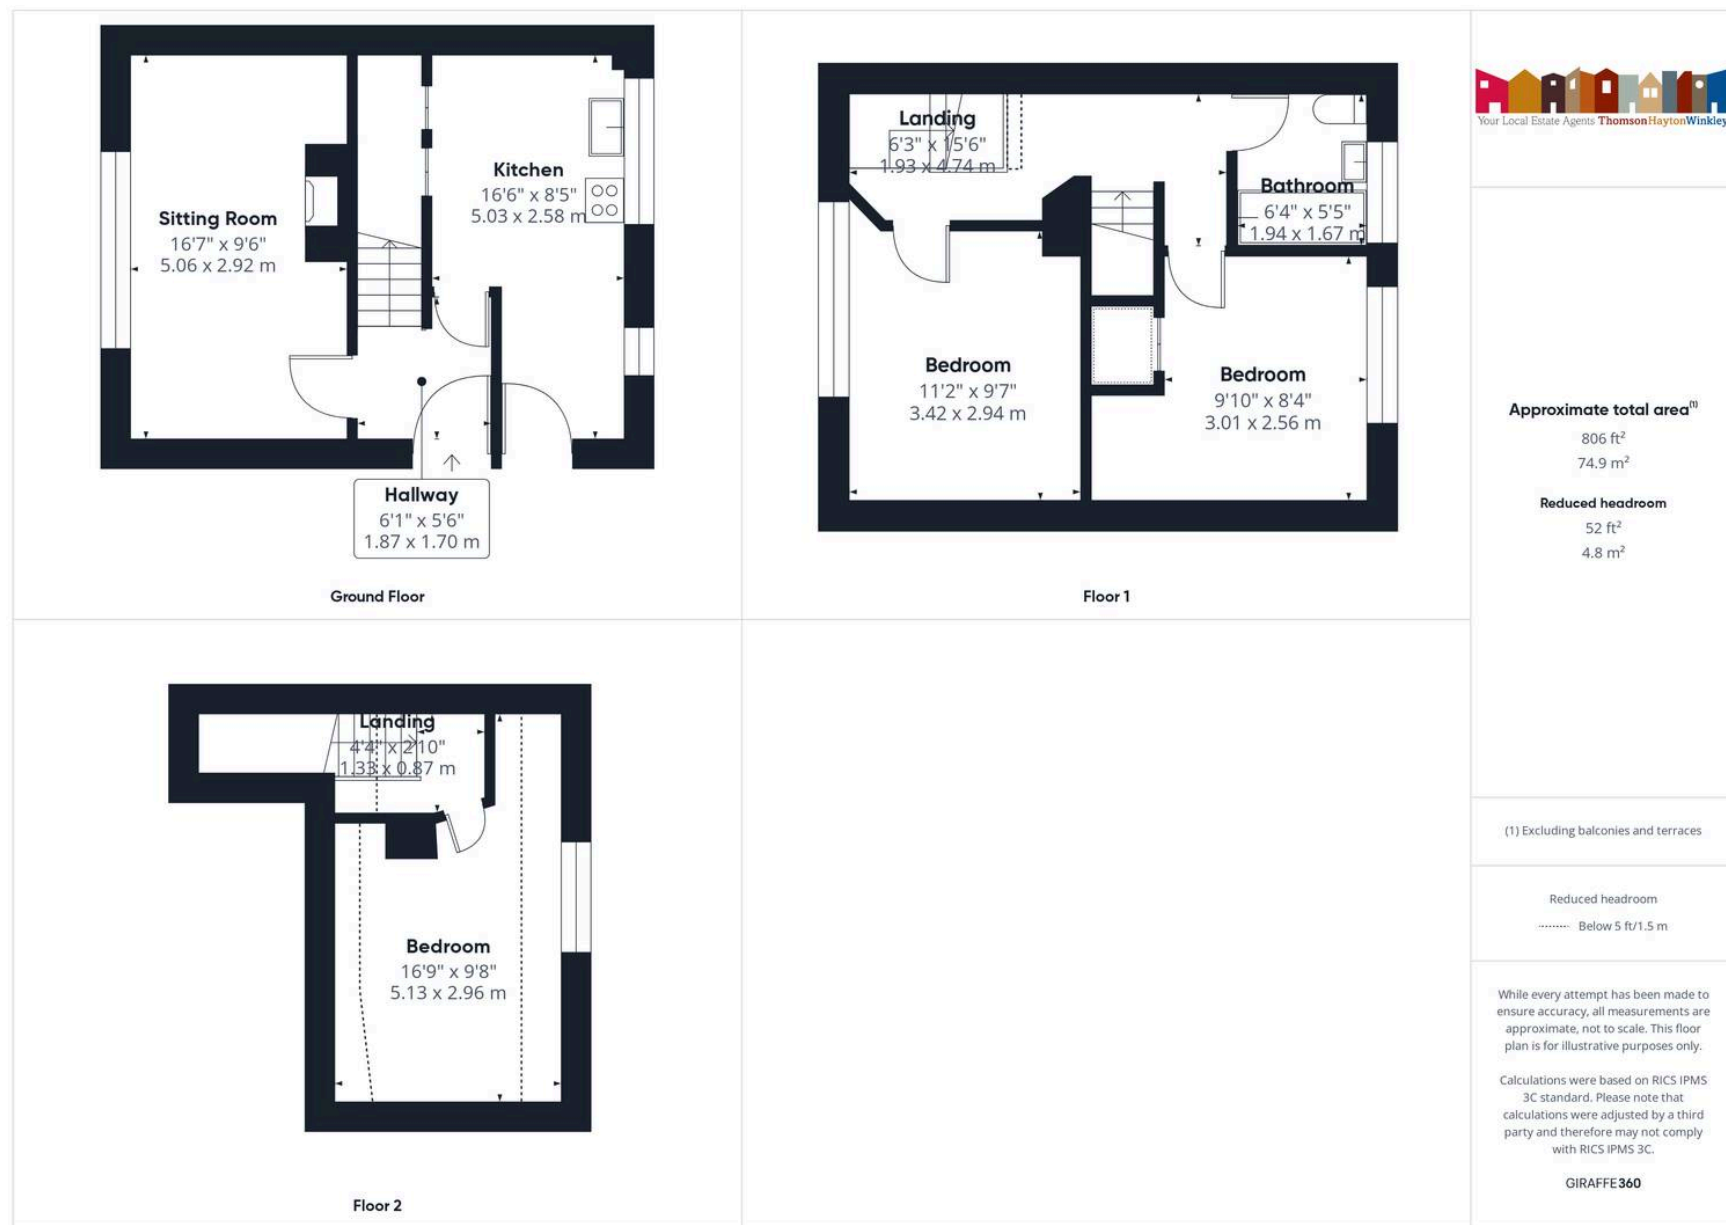 Sitting Room
16'7" x 9'6"
5.06 x 2.92 m
Kitchen
16'6" x 8'5"
5.03 x 2.58 m
Hallway
6'1" x 5'6"
1.87 x 1.70 m
Ground Floor
Landing
6'3" x 15'6"
1.93 x 4.74 m
Bathroom
6'4" x 5'5"
1.94 x 1.67 m
Bedroom
11'2" x 9'7"
3.42 x 2.94 m
Bedroom
9'10" x 8'4"
3.01 x 2.56 m
Floor 1
Landing
4'4" x 2'10"
1.33 x 0.87 m
Bedroom
16'9" x 9'8"
5.13 x 2.96 m
Floor 2
Your Local Estate Agents ThomsonHaytonWinkley
Approximate total area(1)
806 ft²
74.9 m²
Reduced headroom
52 ft²
4.8 m²
(1) Excluding balconies and terraces
Reduced headroom
Below 5 ft/1.5 m
While every attempt has been made to
ensure accuracy, all measurements are
approximate, not to scale. This floor
plan is for illustrative purposes only.
Calculations were based on RICS IPMS
3C standard. Please note that
calculations were adjusted by a third
party and therefore may not comply
with RICS IPMS 3C.
GIRAFFE360